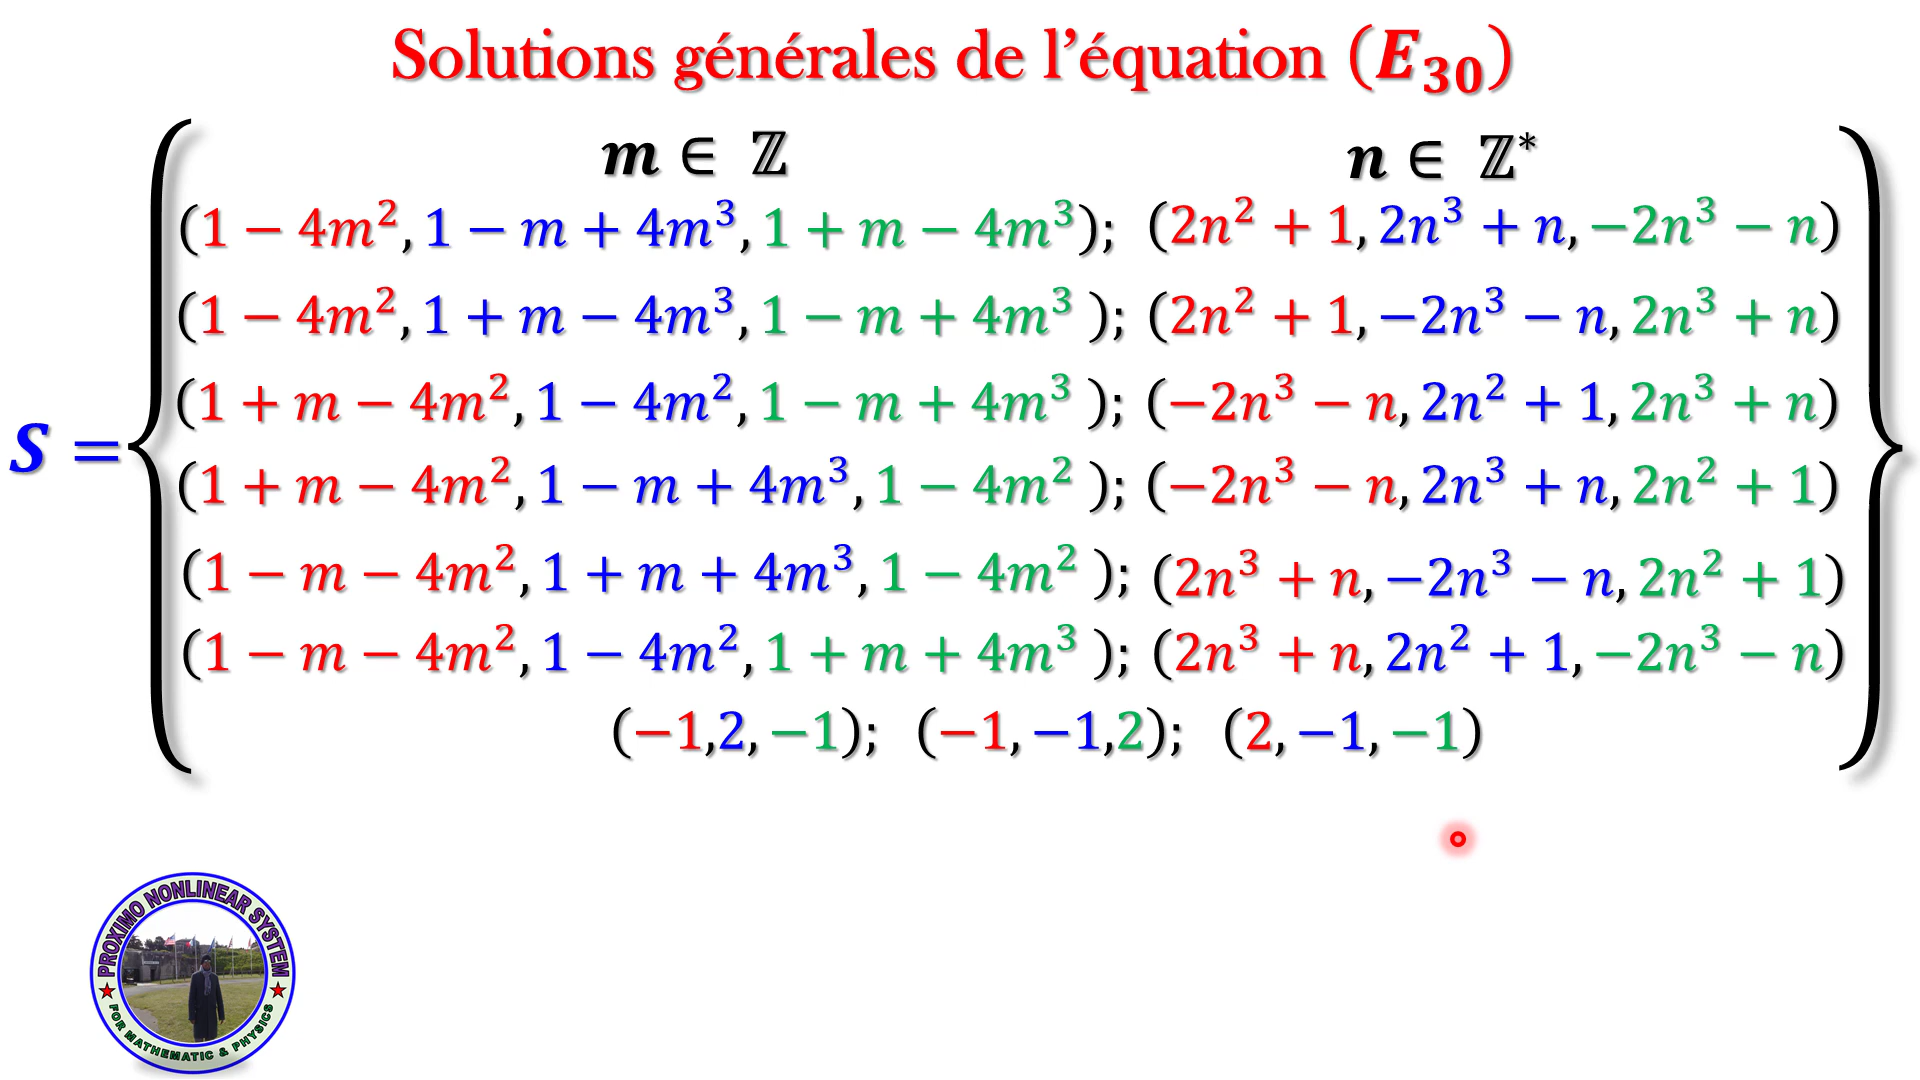 Solutions générales de l'équation (E₃₀)
m ∈ ℤ n ∈ ℤ*
(1 − 4m², 1 − m + 4m³, 1 + m − 4m³); (2n² + 1, 2n³ + n, −2n³ − n)
(1 − 4m², 1 + m − 4m³, 1 − m + 4m³ ); (2n² + 1, −2n³ − n, 2n³ + n)
(1 + m − 4m², 1 − 4m², 1 − m + 4m³ ); (−2n³ − n, 2n² + 1, 2n³ + n)
S =
(1 + m − 4m², 1 − m + 4m³, 1 − 4m² ); (−2n³ − n, 2n³ + n, 2n² + 1)
(1 − m − 4m², 1 + m + 4m³, 1 − 4m² ); (2n³ + n, −2n³ − n, 2n² + 1)
(1 − m − 4m², 1 − 4m², 1 + m + 4m³ ); (2n³ + n, 2n² + 1, −2n³ − n)
(−1,2, −1); (−1, −1,2); (2, −1, −1)
PROXIMO NONLINEAR SYSTEM
FOR MATHEMATIC & PHYSICS